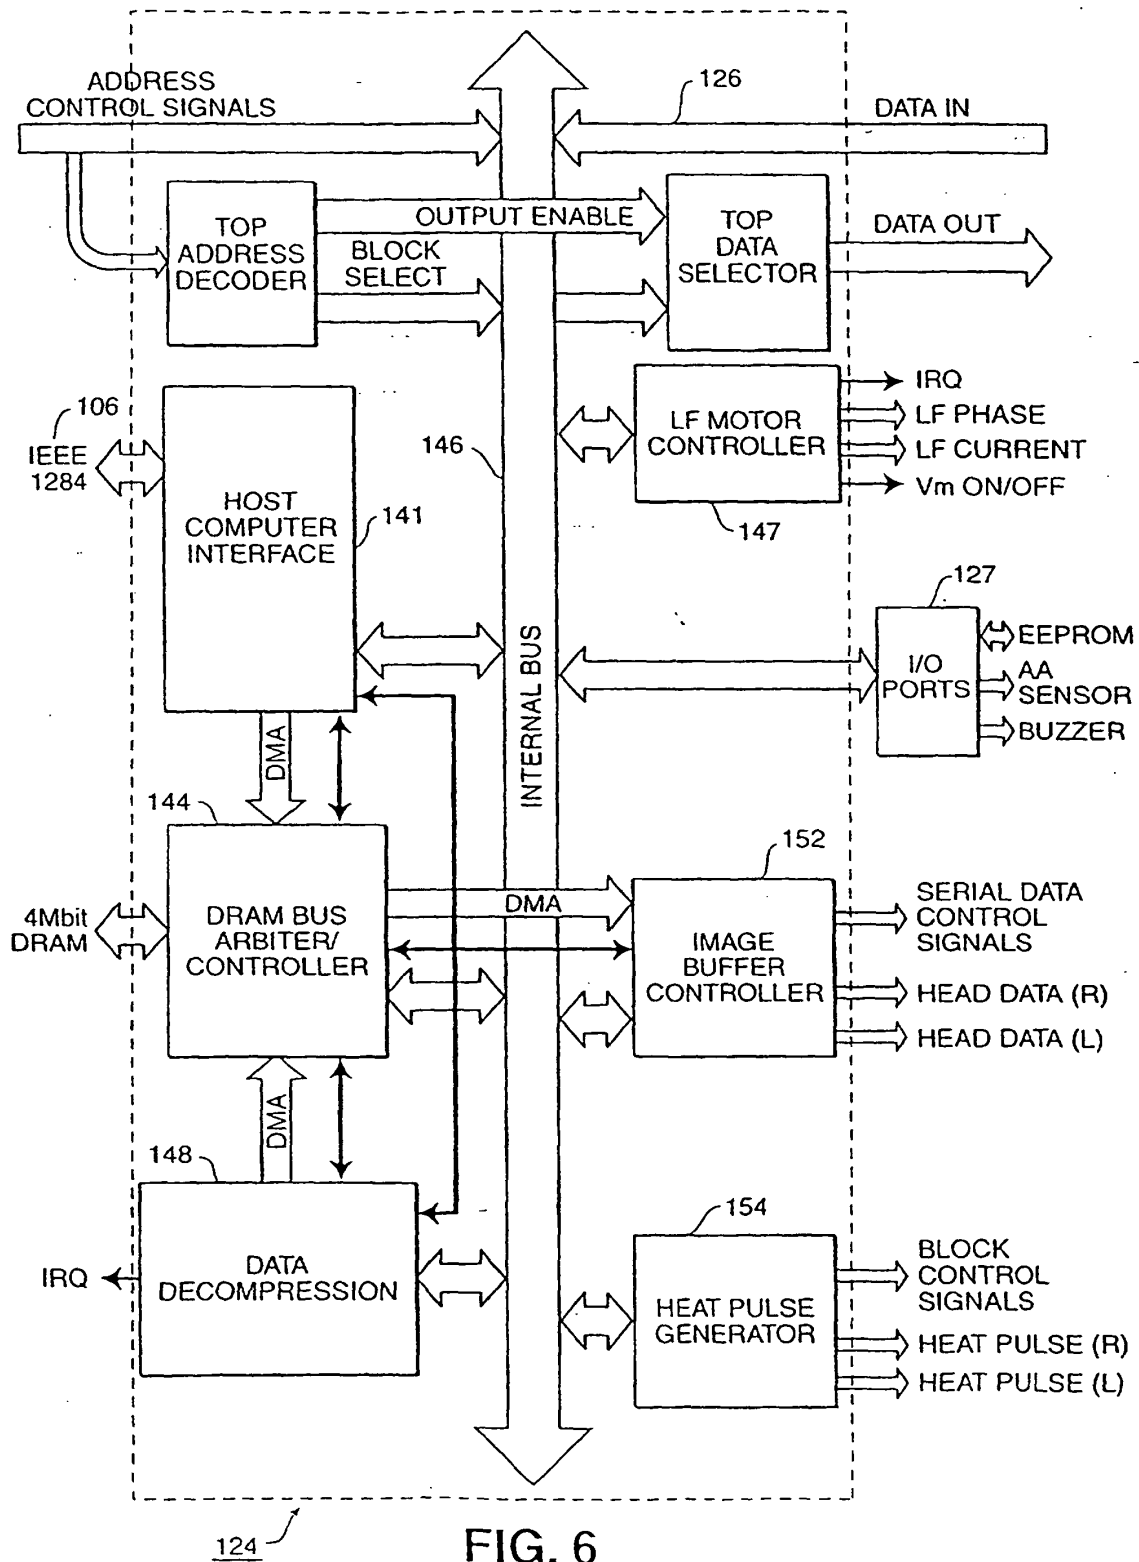 ADDRESS
CONTROL SIGNALS
126
DATA IN
TOP
ADDRESS
DECODER
OUTPUT ENABLE
BLOCK
SELECT
TOP
DATA
SELECTOR
DATA OUT
106
IEEE
1284
HOST
COMPUTER
INTERFACE
141
146
INTERNAL BUS
LF MOTOR
CONTROLLER
147
IRQ
LF PHASE
LF CURRENT
Vm ON/OFF
127
I/O
PORTS
EEPROM
AA
SENSOR
BUZZER
DMA
144
4Mbit
DRAM
DRAM BUS
ARBITER/
CONTROLLER
DMA
152
IMAGE
BUFFER
CONTROLLER
SERIAL DATA
CONTROL
SIGNALS
HEAD DATA (R)
HEAD DATA (L)
DMA
148
IRQ
DATA
DECOMPRESSION
154
HEAT PULSE
GENERATOR
BLOCK
CONTROL
SIGNALS
HEAT PULSE (R)
HEAT PULSE (L)
124
FIG. 6